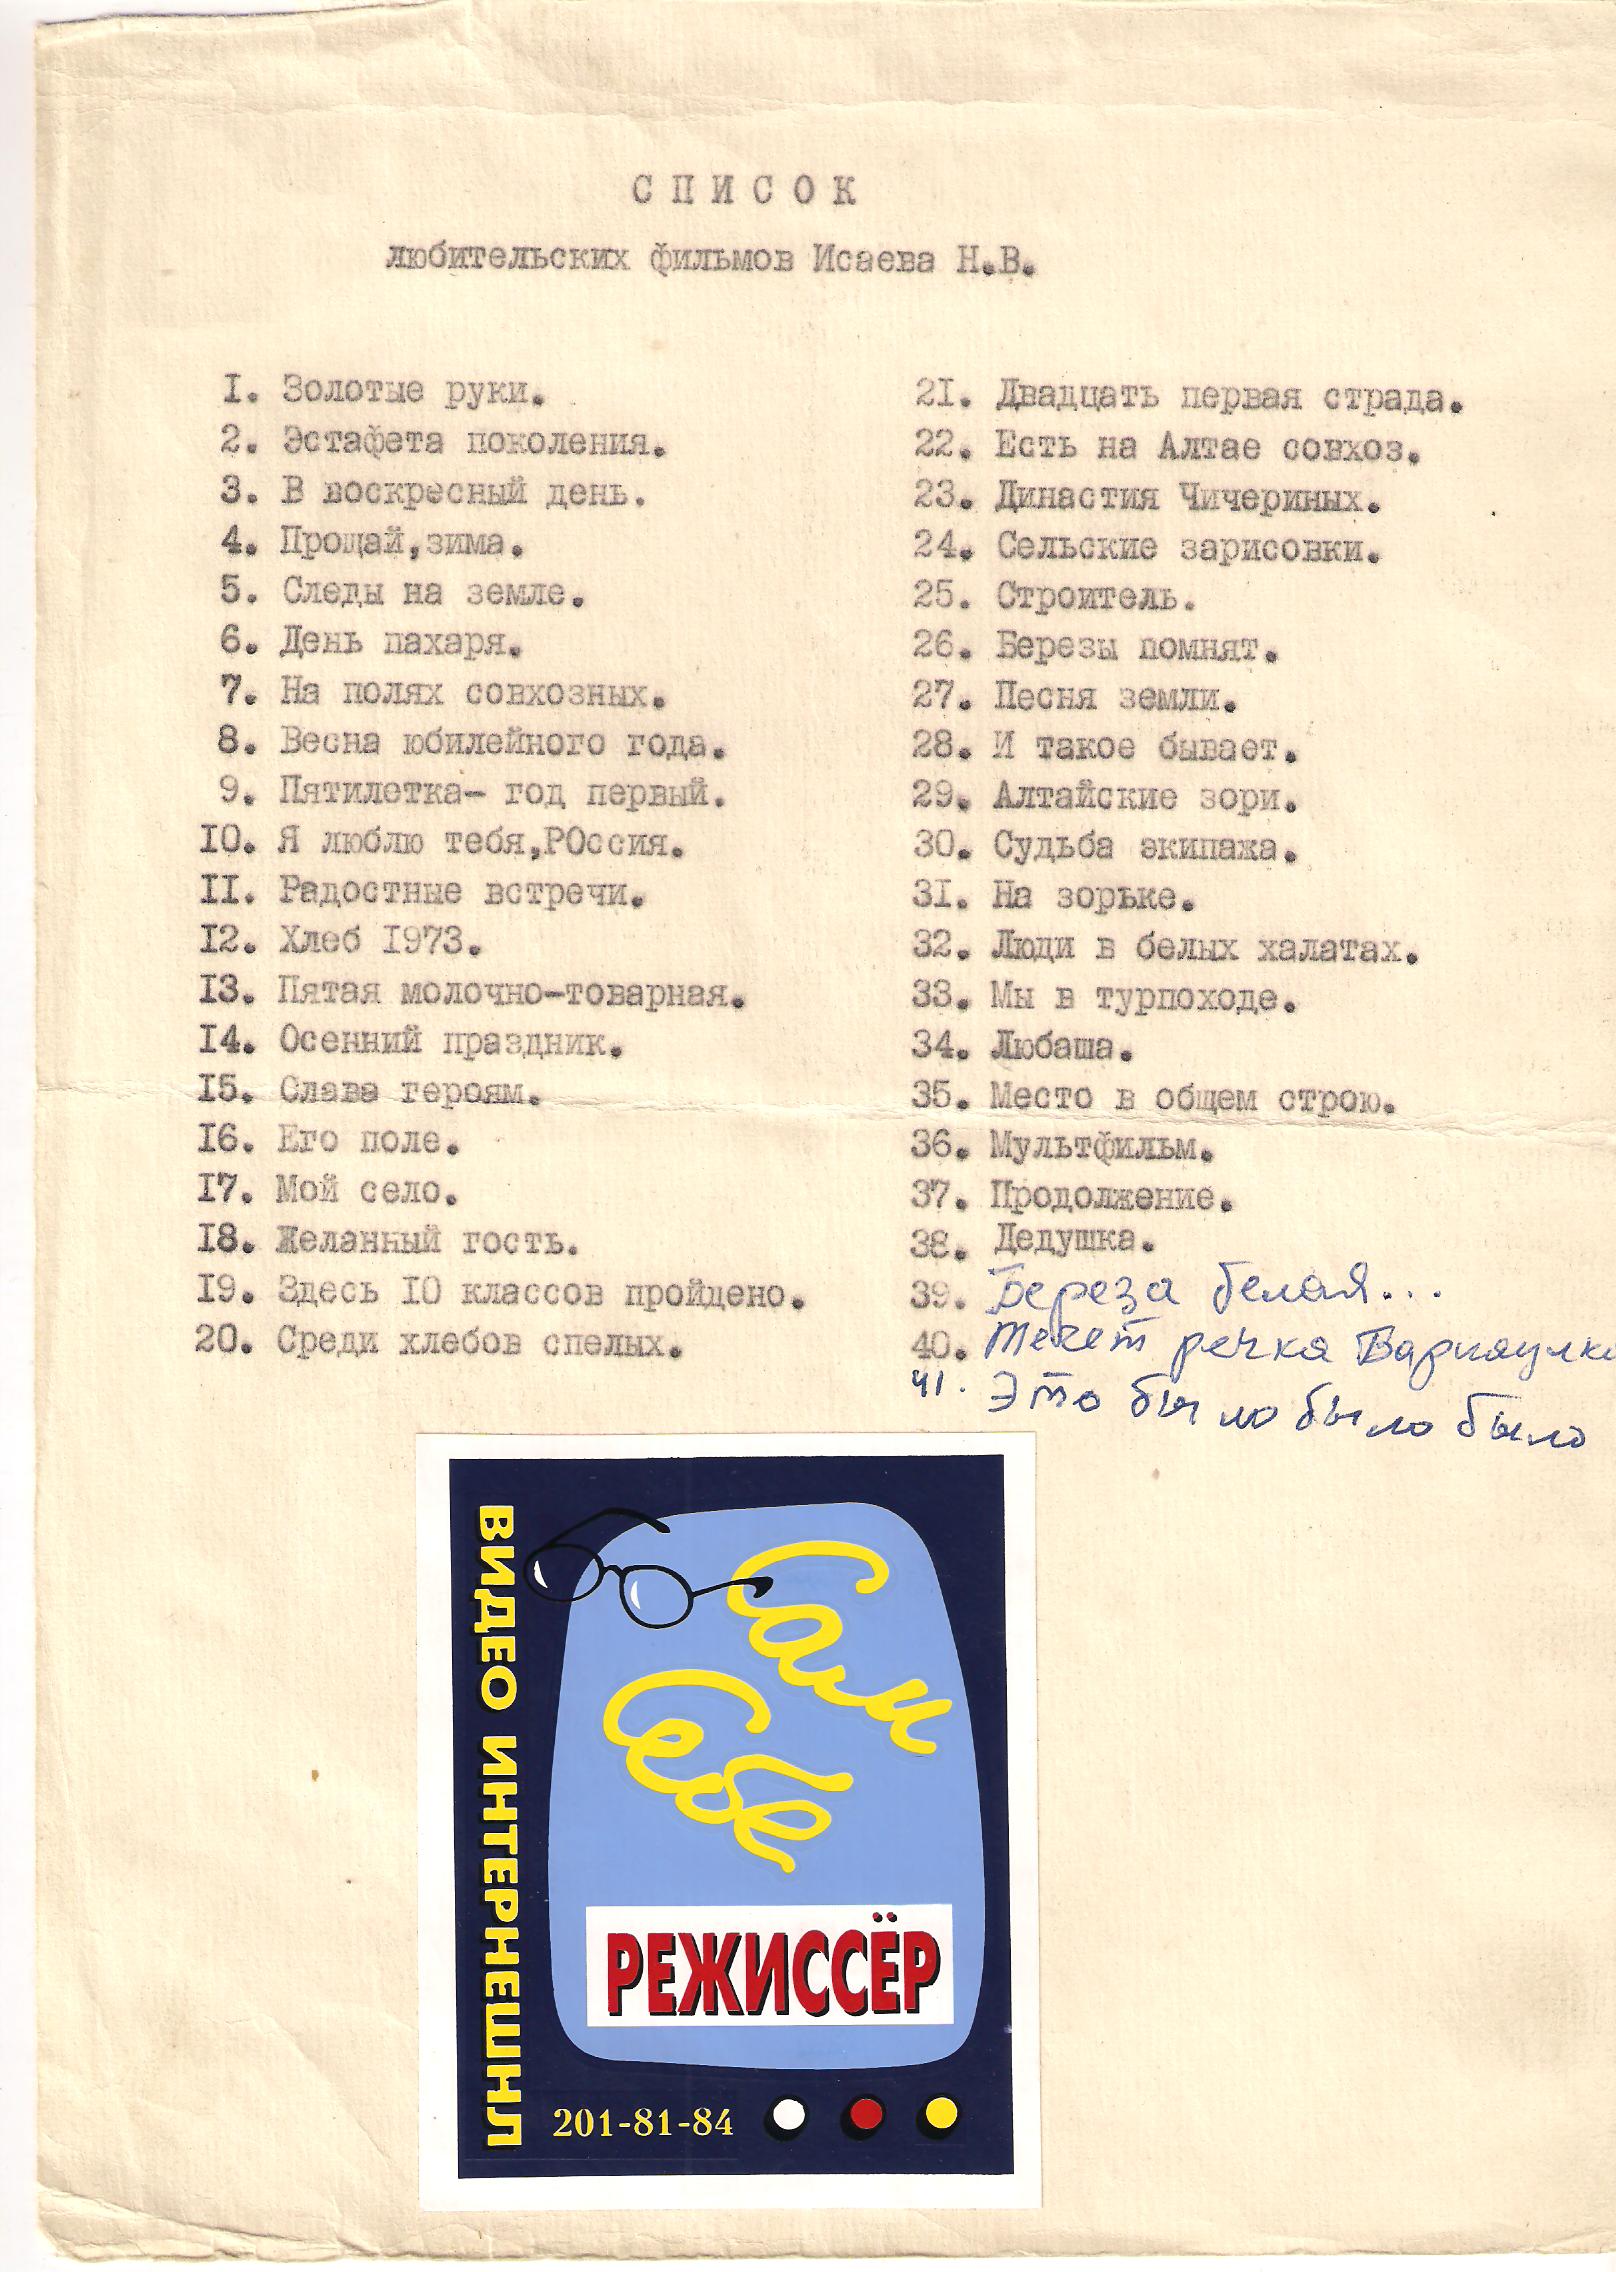 СПИСОК
любительских фильмов Исаева Н.В.
I. Золотые руки.
2. Эстафета поколения.
3. В воскресный день.
4. Прощай,зима.
5. Следы на земле.
6. День пахаря.
7. На полях совхозных.
8. Весна юбилейного года.
9. Пятилетка- год первый.
I0. Я люблю тебя,РОссия.
II. Радостные встречи.
I2. Хлеб I973.
I3. Пятая молочно-товарная.
I4. Осенний праздник.
I5. Слава героям.
I6. Его поле.
I7. Мой село.
I8. Желанный гость.
I9. Здесь I0 классов пройдено.
20. Среди хлебов спелых.
2I. Двадцать первая страда.
22. Есть на Алтае совхоз.
23. Династия Чичериных.
24. Сельские зарисовки.
25. Строитель.
26. Березы помнят.
27. Песня земли.
28. И такое бывает.
29. Алтайские зори.
30. Судьба экипажа.
3I. На зорьке.
32. Люди в белых халатах.
33. Мы в турпоходе.
34. Любаша.
35. Место в общем строю.
36. Мультфильм.
37. Продолжение.
38. Дедушка.
39. Береза белая...
40. Течет речка
41. Это было было было
ВИДЕО ИНТЕРНЕШНЛ
Сам
Себе
РЕЖИССЁР
201-81-84